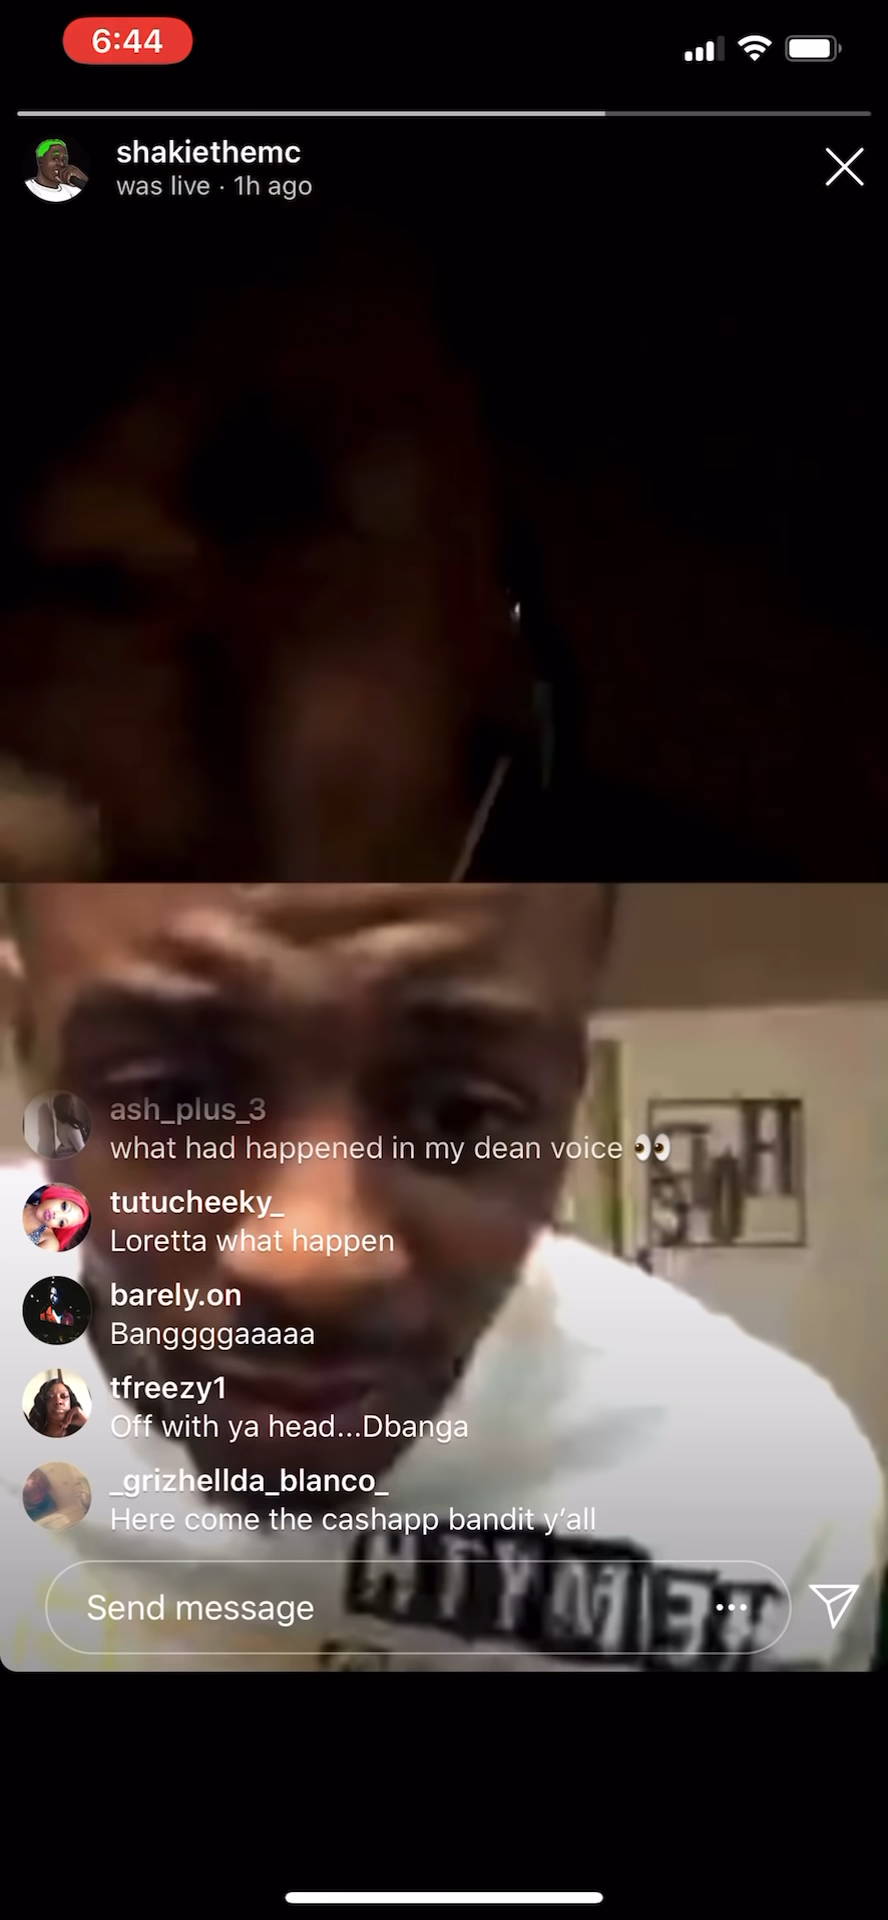 6:44
shakiethemc
was live · 1h ago
ash_plus_3
what had happened in my dean voice 👀
tutucheeky_
Loretta what happen
barely.on
Banggggaaaaa
tfreezy1
Off with ya head...Dbanga
_grizhellda_blanco_
Here come the cashapp bandit y’all
Send message